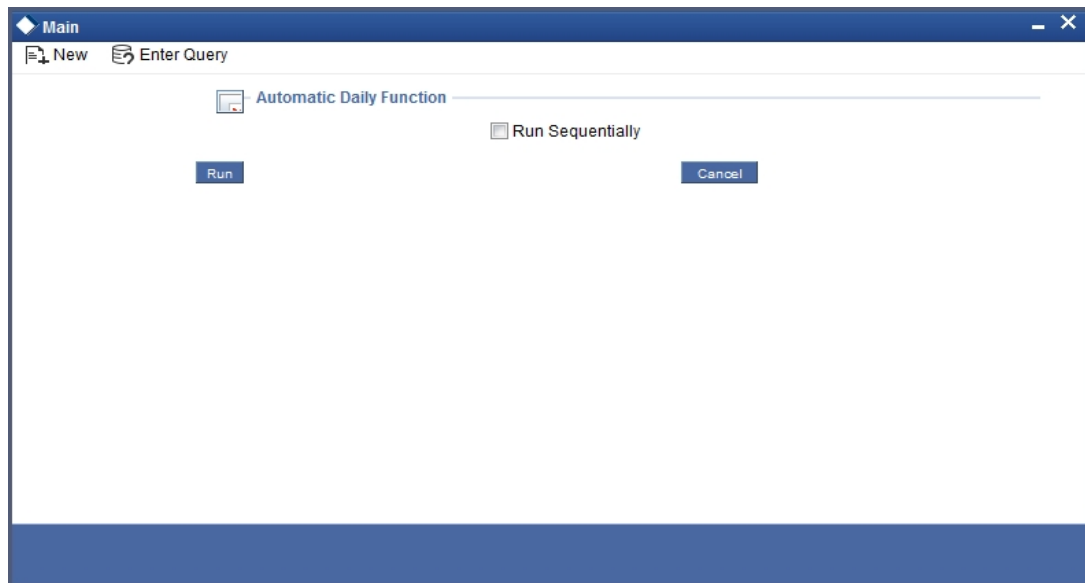 Main
New Enter Query
Automatic Daily Function
Run Sequentially
Run Cancel